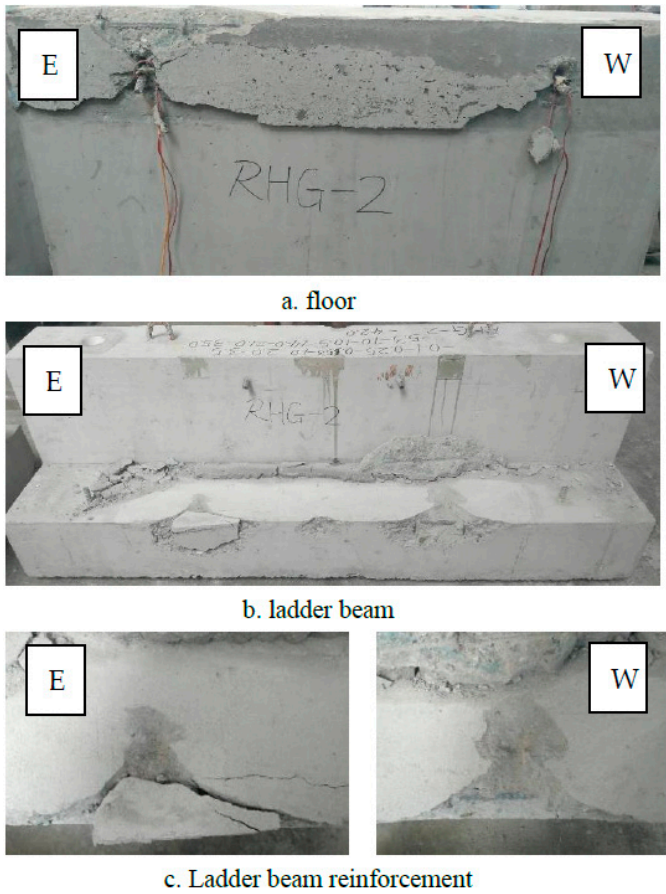 E
W
RHG-2
a. floor
E
W
RHG-2
b. ladder beam
E
W
c. Ladder beam reinforcement